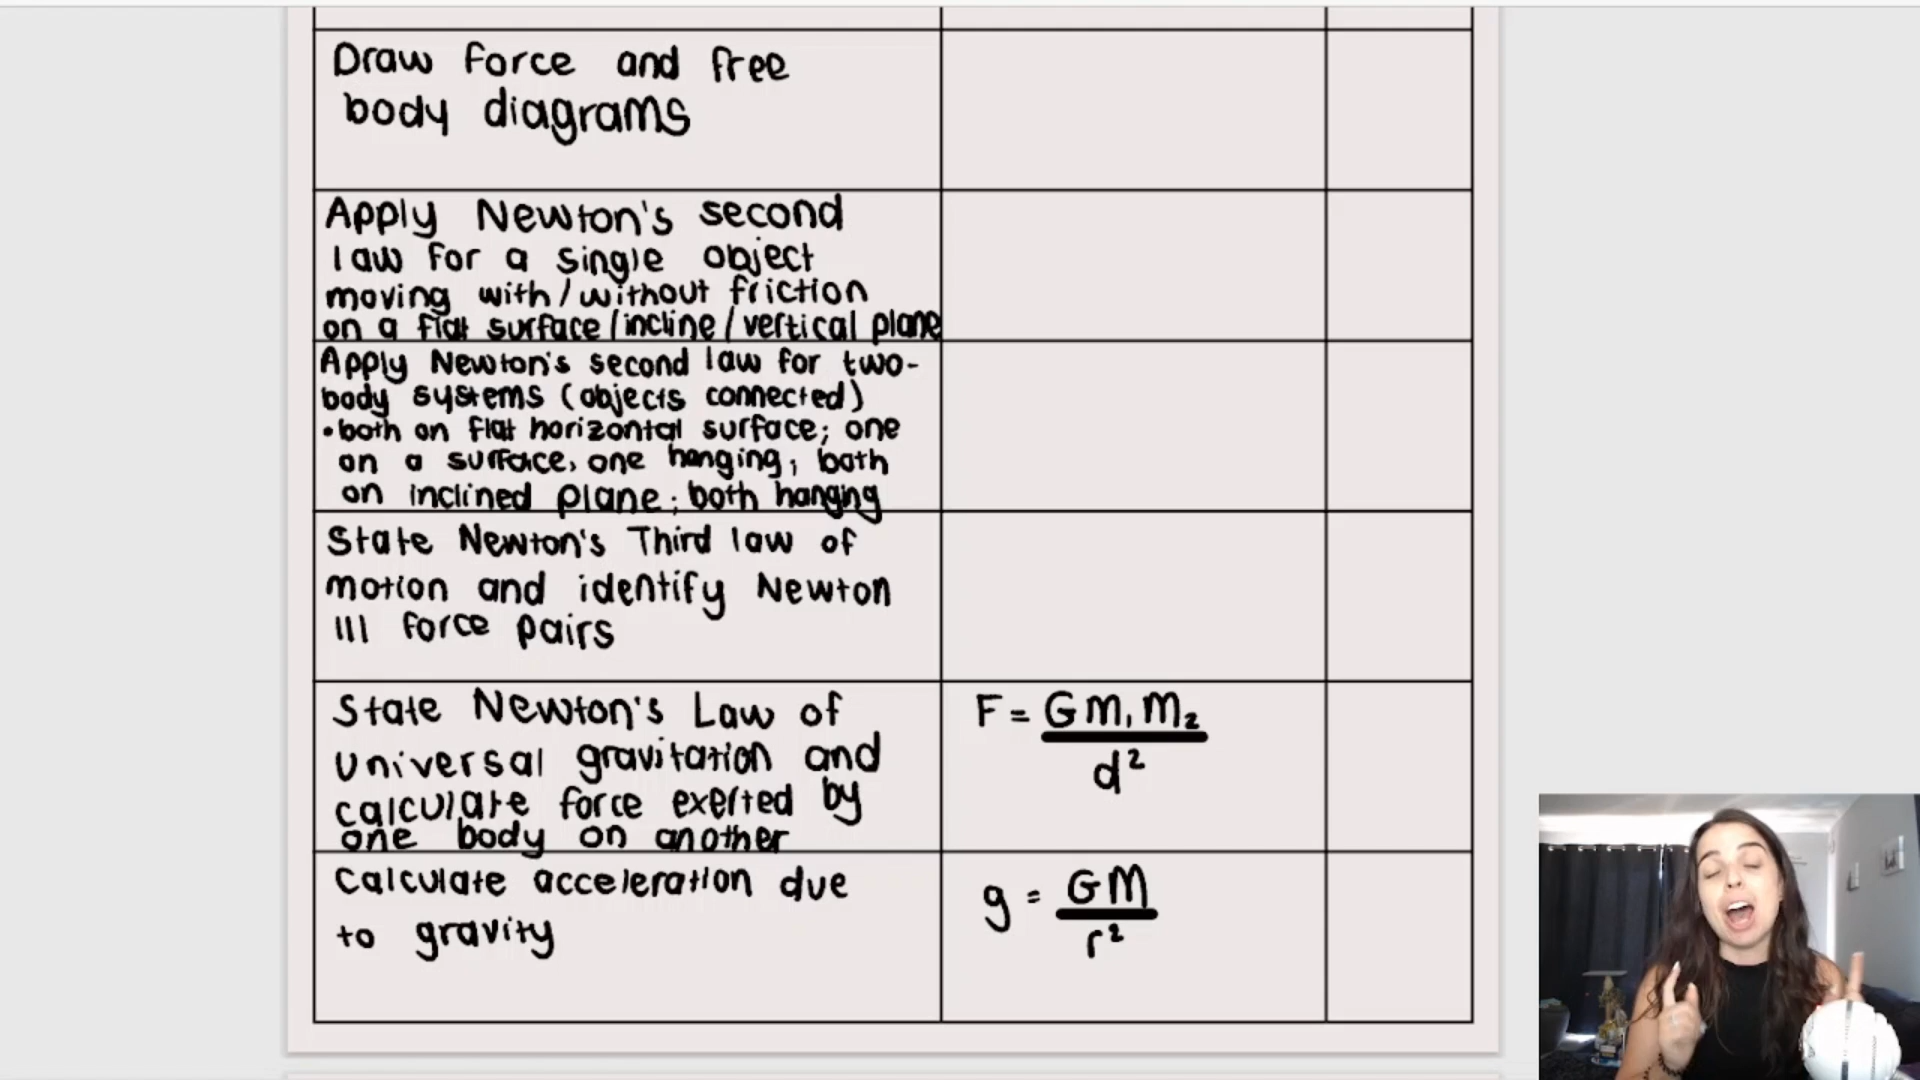 Draw force and free
body diagrams
Apply Newton's second
law for a single object
moving with/without friction
on a flat surface/incline/vertical plane
Apply Newton's second law for two-
body systems (objects connected)
•both on flat horizontal surface; one
on a surface, one hanging; both
on inclined plane; both hanging
State Newton's Third law of
motion and identify Newton
III force pairs
State Newton's Law of
Universal gravitation and
calculate force exerted by
one body on another
F = Gm₁m₂
d²
Calculate acceleration due
to gravity
g = GM
r²